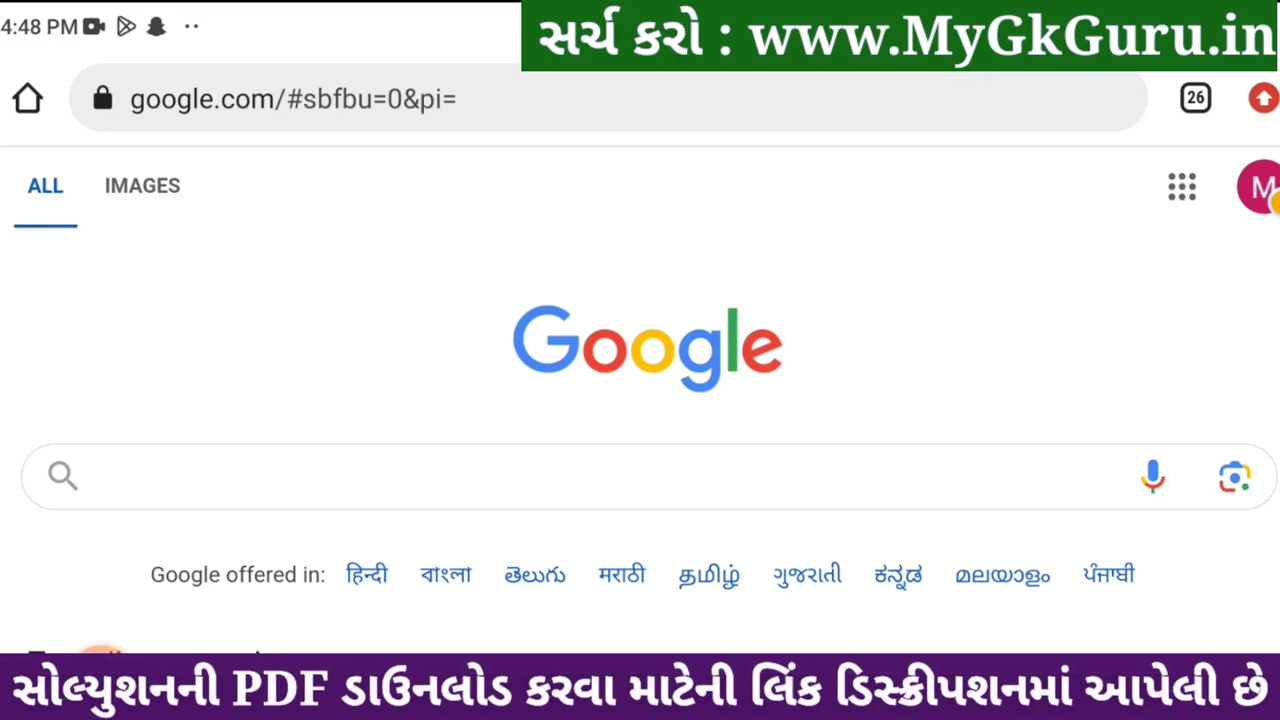 4:48 PM
સર્ચ કરો : www.MyGkGuru.in
google.com/#sbfbu=0&pi=
26
ALL IMAGES
M
Google
Google offered in: हिन्दी বাংলা తెలుగు मराठी தமிழ் ગુજરાતી ಕನ್ನಡ മലയാളം ਪੰਜਾਬੀ
સોલ્યુશનની PDF ડાઉનલોડ કરવા માટેની લિંક ડિસ્ક્રીપશનમાં આપેલી છે